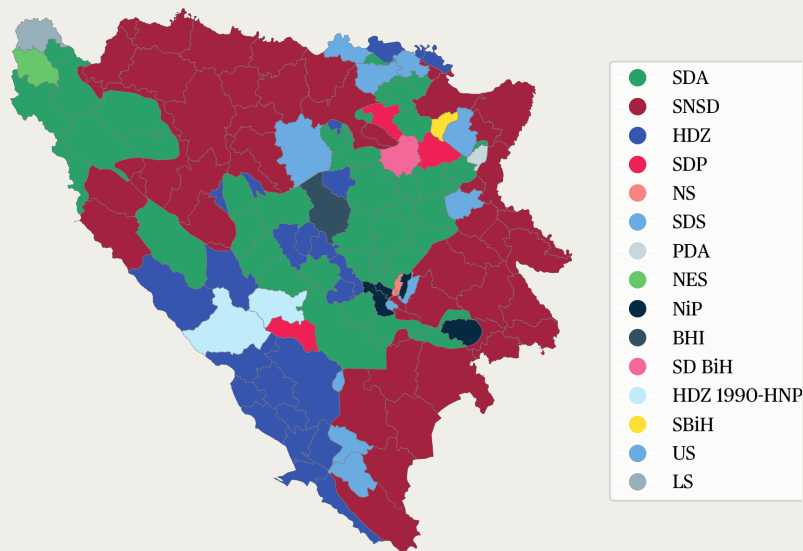 SDA
SNSD
HDZ
SDP
NS
SDS
PDA
NES
NiP
BHI
SD BiH
HDZ 1990-HNP
SBiH
US
LS